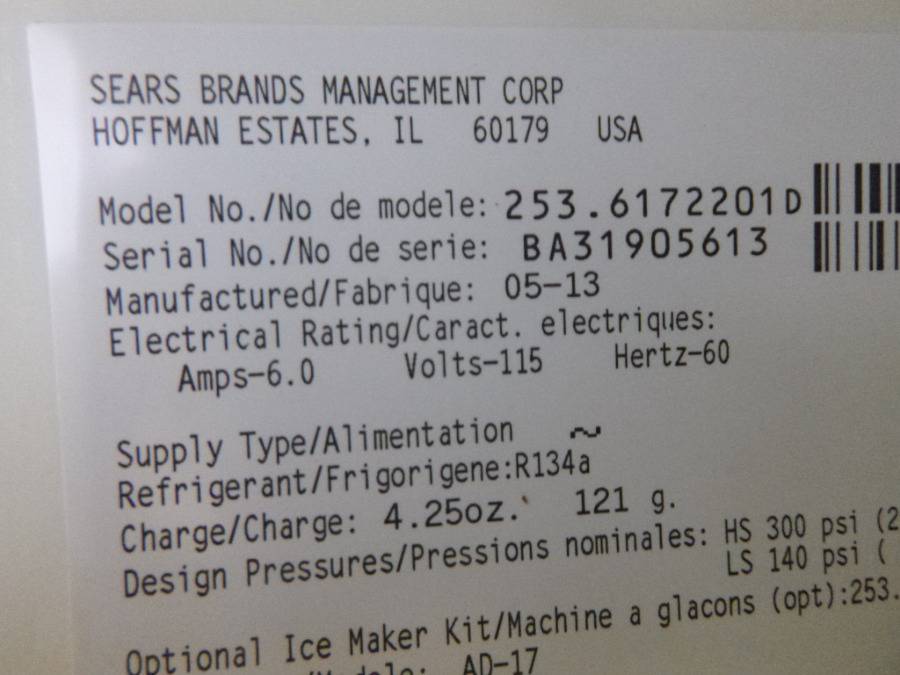 SEARS BRANDS MANAGEMENT CORP
HOFFMAN ESTATES, IL 60179 USA
Model No./No de modele: 253.6172201D
Serial No./No de serie: BA31905613
Manufactured/Fabrique: 05-13
Electrical Rating/Caract. electriques:
Amps-6.0 Volts-115 Hertz-60
Supply Type/Alimentation ~
Refrigerant/Frigorigene:R134a
Charge/Charge: 4.25oz. 121 g.
Design Pressures/Pressions nominales: HS 300 psi (2
LS 140 psi (
Optional Ice Maker Kit/Machine a glacons (opt):253.
AD-17